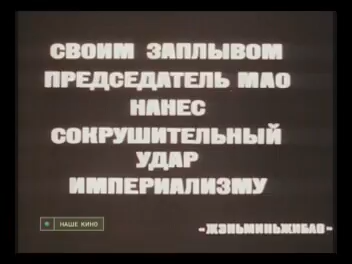 СВОИМ ЗАПЛЫВОМ
ПРЕДСЕДАТЕЛЬ МАО
НАНЕС
СОКРУШИТЕЛЬНЫЙ
УДАР
ИМПЕРИАЛИЗМУ
НАШЕ КИНО
«ЖЭНЬМИНЬЖИБАО»